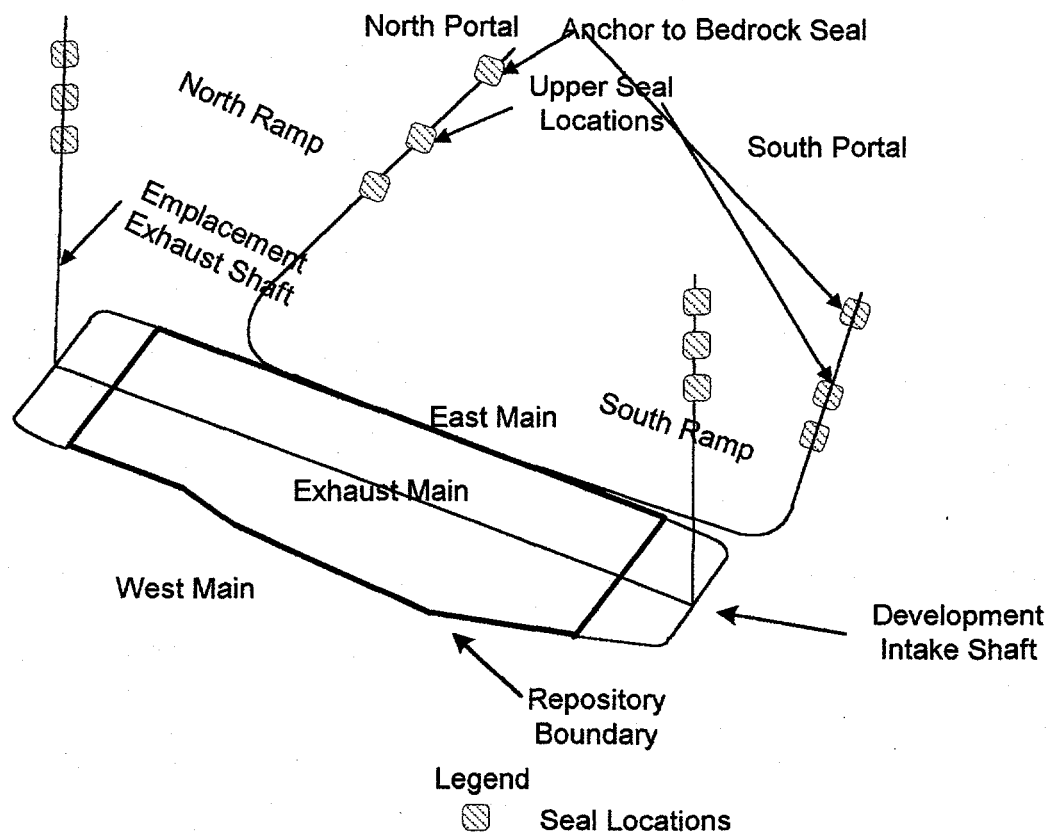 North Portal
Anchor to Bedrock Seal
North Ramp
Upper Seal
Locations
South Portal
Emplacement
Exhaust Shaft
East Main
South Ramp
Exhaust Main
West Main
Development
Intake Shaft
Repository
Boundary
Legend
Seal Locations